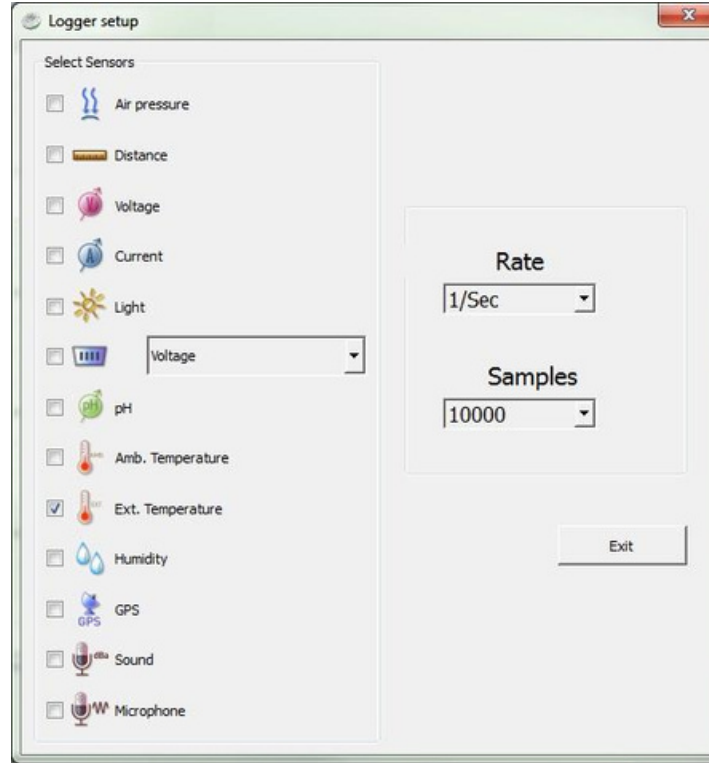 Logger setup
Select Sensors
Air pressure
Distance
Voltage
Current
Light
Voltage
pH
Amb. Temperature
Ext. Temperature
Humidity
GPS
Sound
Microphone
Rate
1/Sec
Samples
10000
Exit